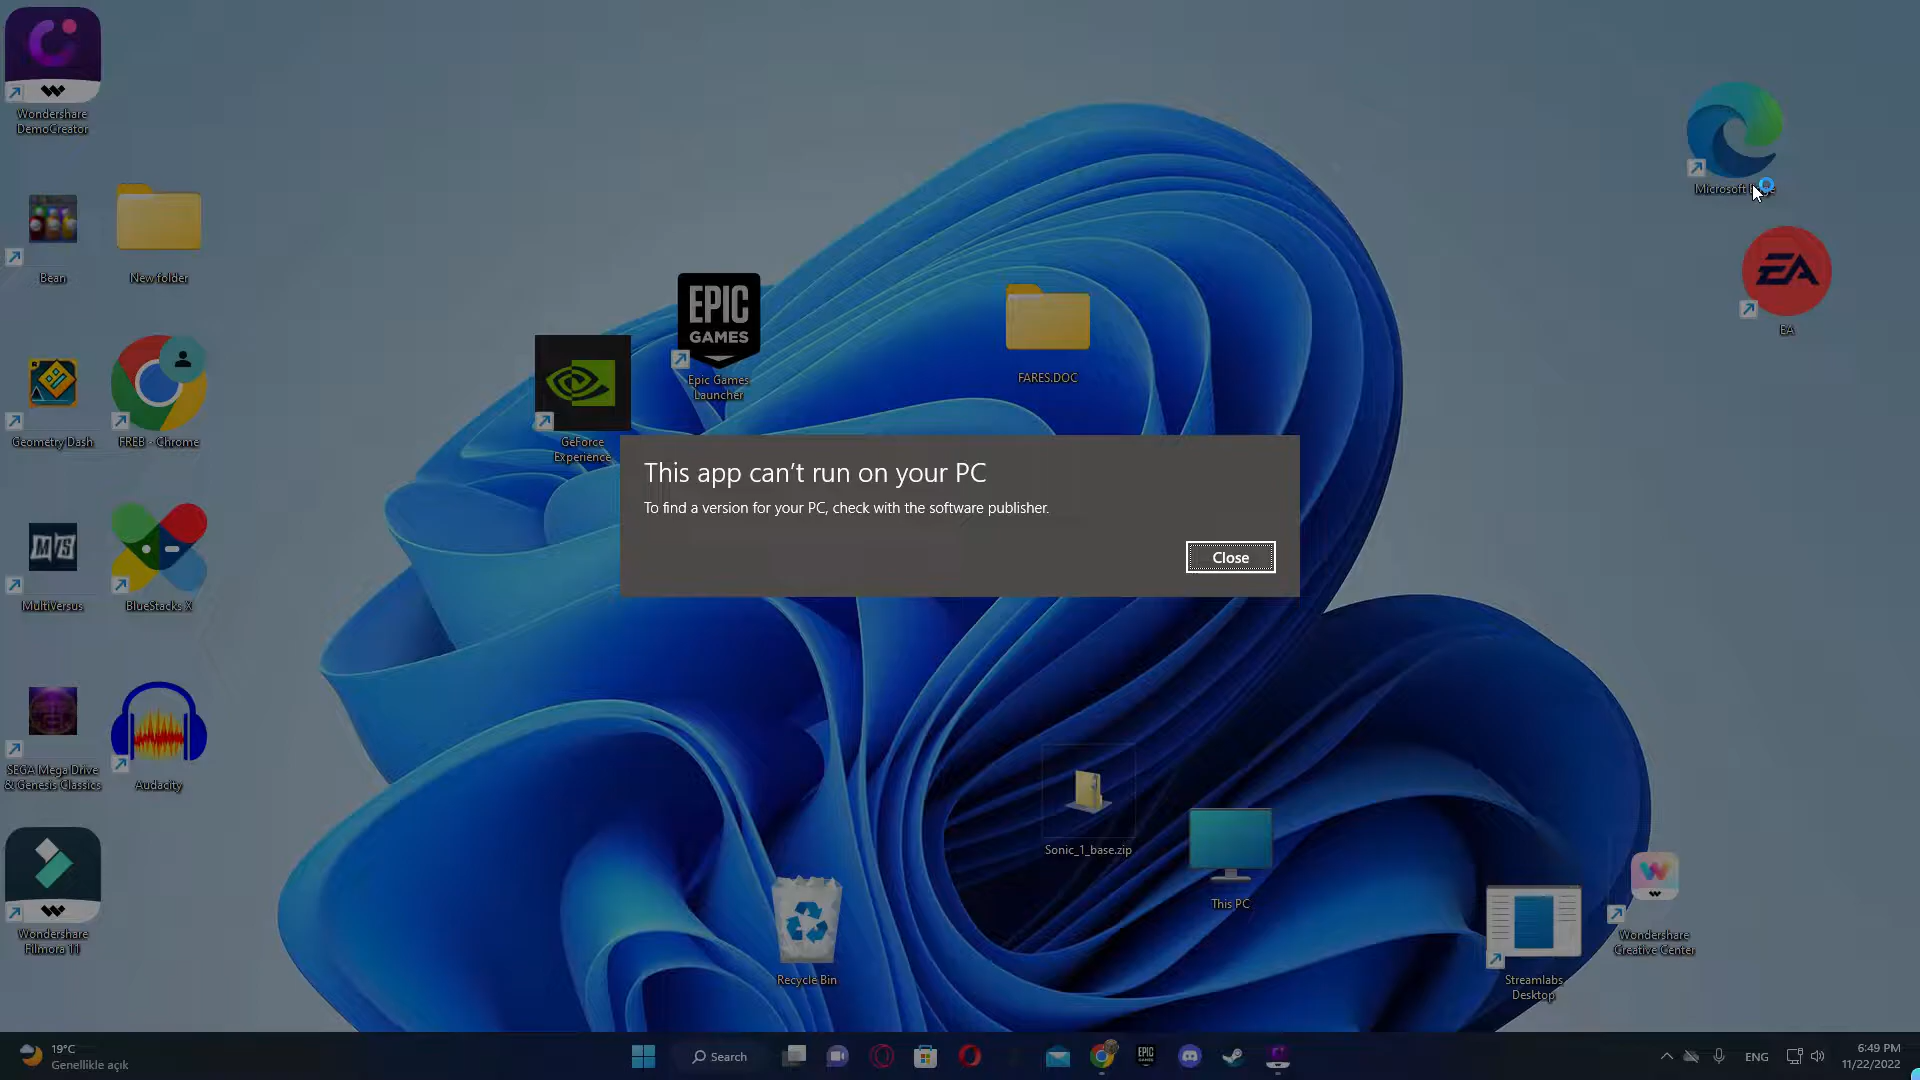 Wondershare
DemoCreator
Microsoft
Bean
New folder
EA
EA
EPIC
GAMES
Epic Games
Launcher
FARES.DOC
Geometry Dash
FREB - Chrome
GeForce
Experience
This app can't run on your PC
To find a version for your PC, check with the software publisher.
Close
MultiVersus
BlueStacks X
SEGA Mega Drive
& Genesis Classics
Audacity
Sonic_1_base.zip
This PC
Wondershare
Filmora 11
Recycle Bin
Streamlabs
Desktop
Wondershare
Creative Center
19°C
Genellikle açık
Search
EPIC
ENG
6:49 PM
11/22/2022